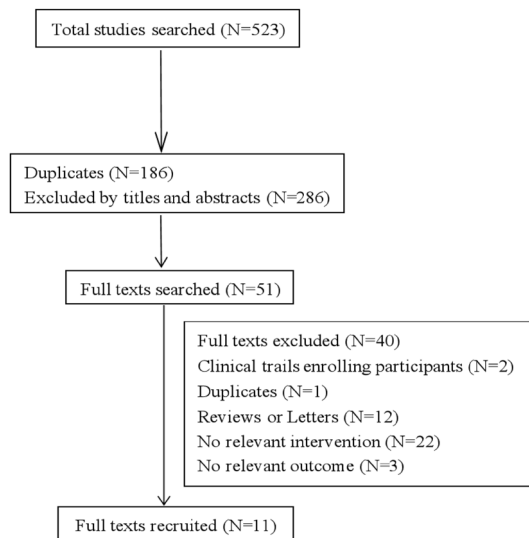 Total studies searched (N=523)
Duplicates (N=186)
Excluded by titles and abstracts (N=286)
Full texts searched (N=51)
Full texts excluded (N=40)
Clinical trails enrolling participants (N=2)
Duplicates (N=1)
Reviews or Letters (N=12)
No relevant intervention (N=22)
No relevant outcome (N=3)
Full texts recruited (N=11)